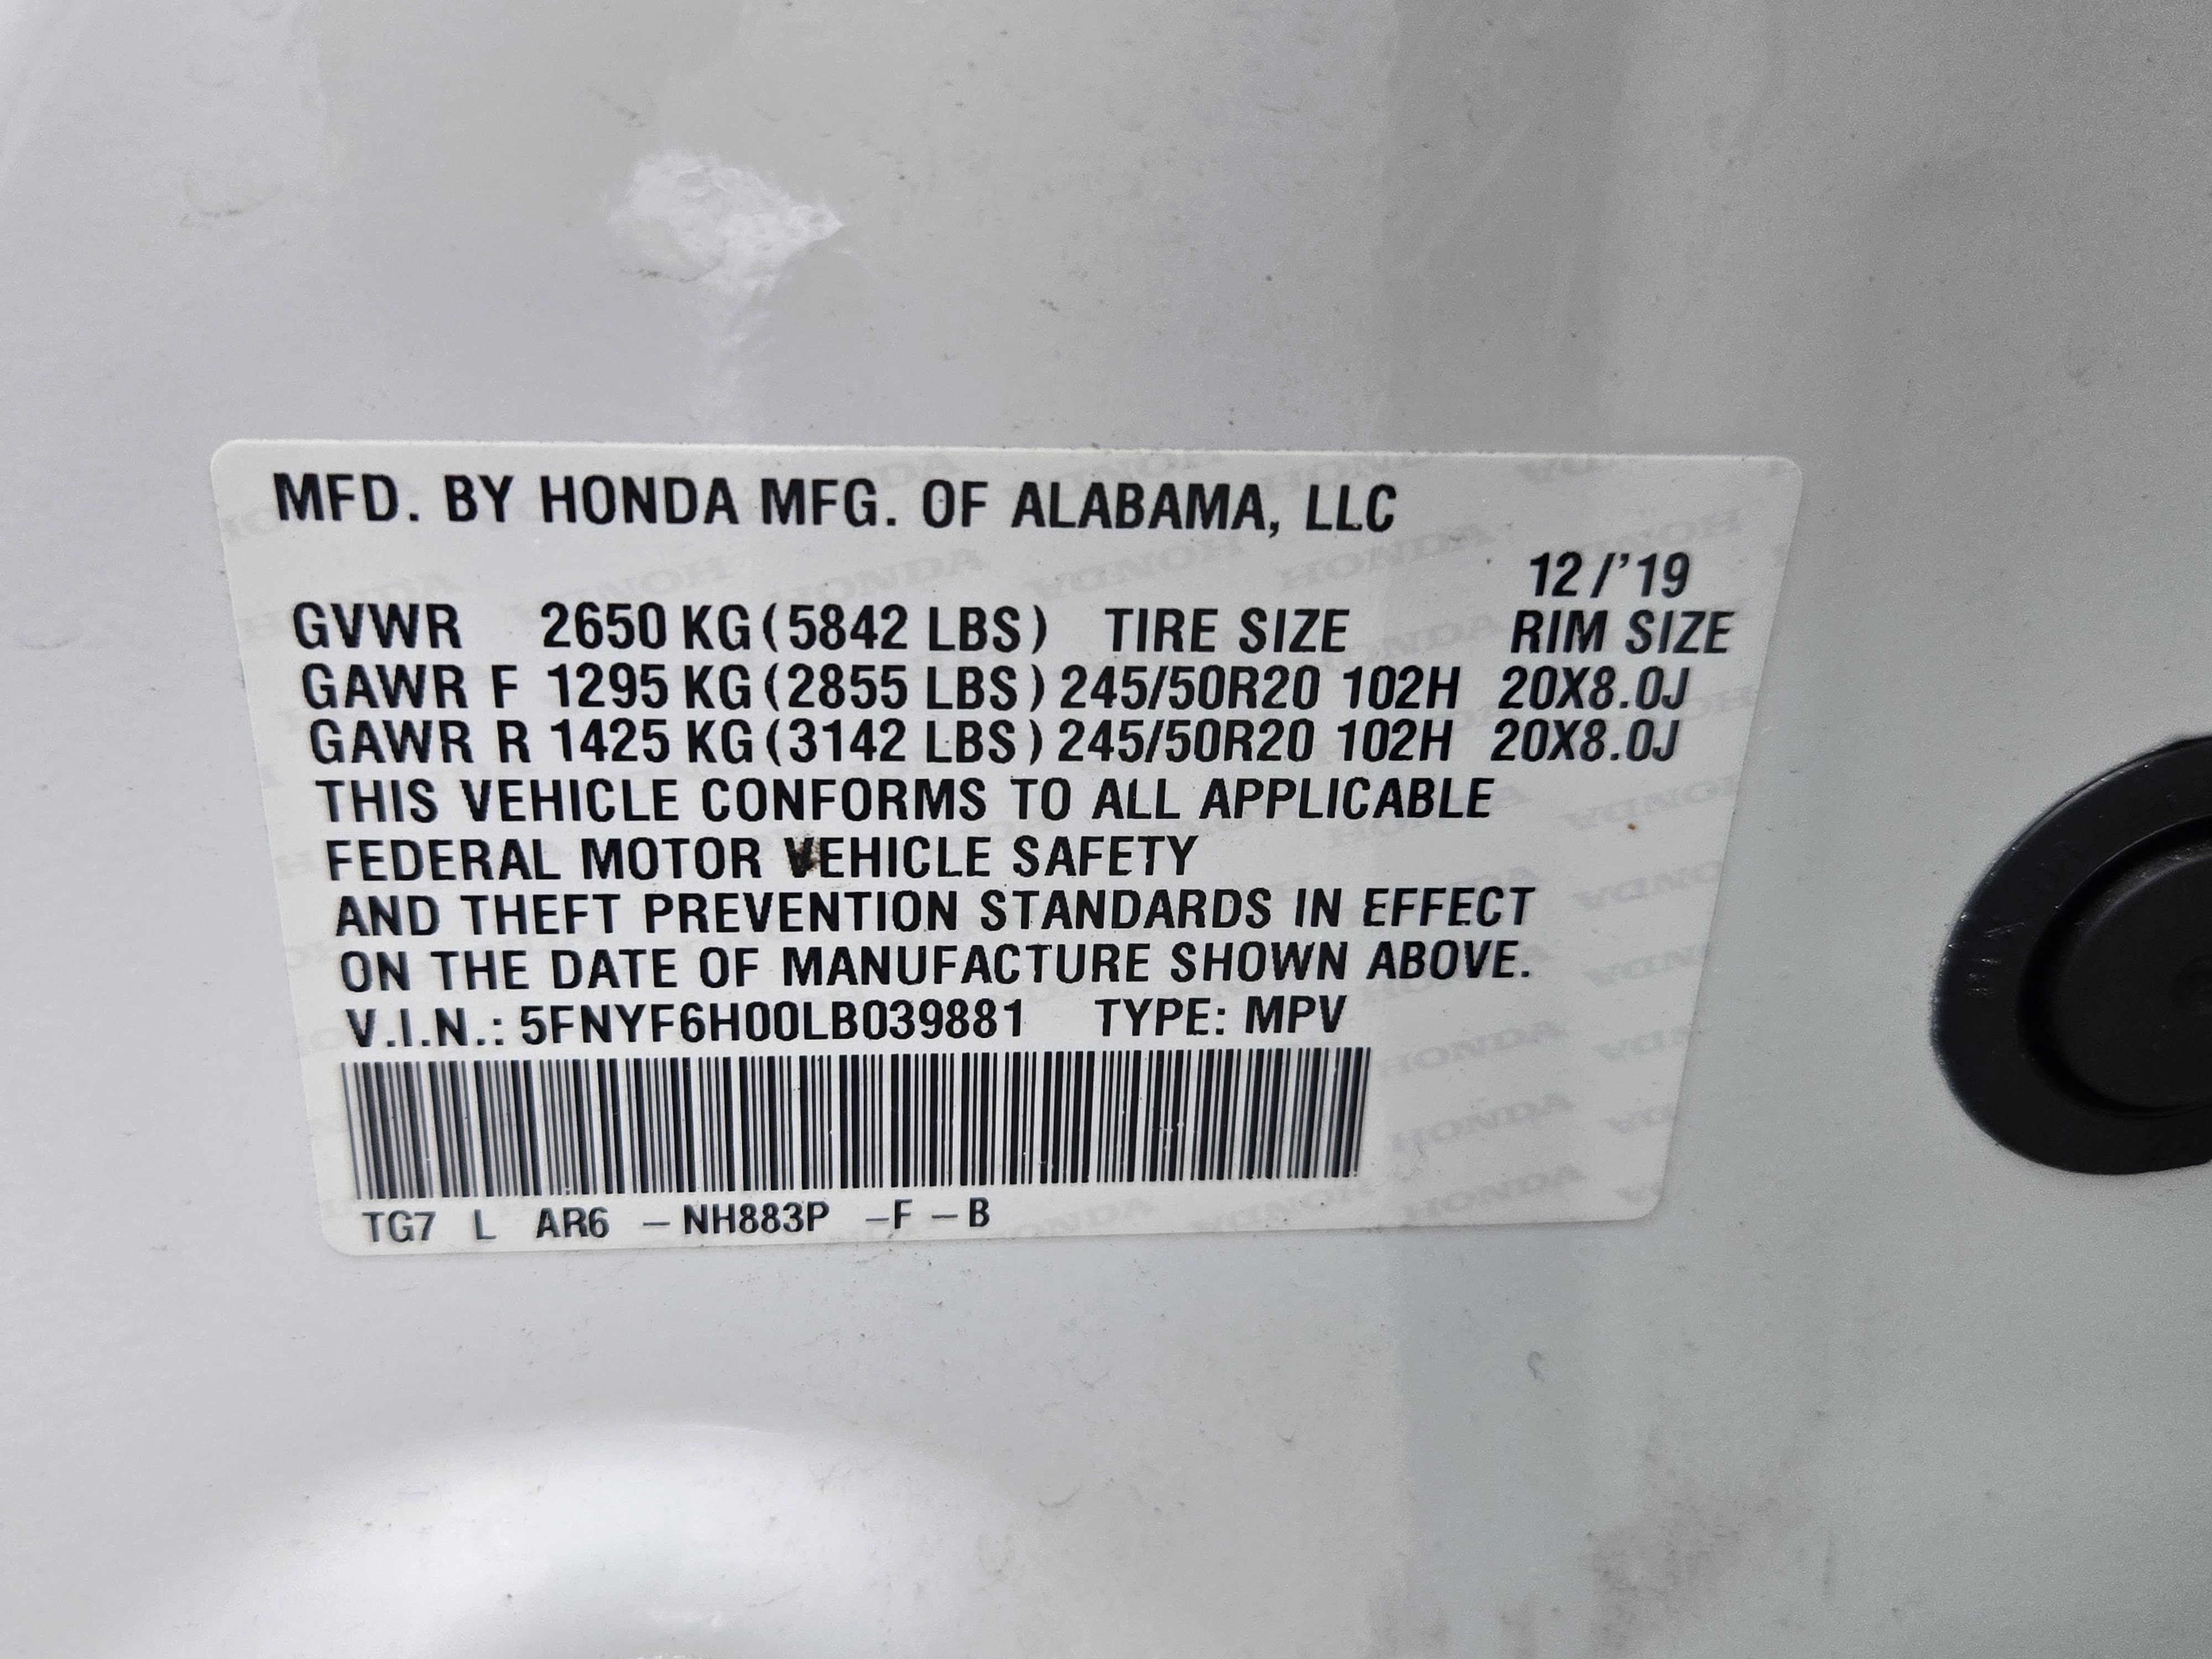 MFD. BY HONDA MFG. OF ALABAMA, LLC
12/'19
GVWR 2650 KG (5842 LBS) TIRE SIZE RIM SIZE
GAWR F 1295 KG (2855 LBS) 245/50R20 102H 20X8.0J
GAWR R 1425 KG (3142 LBS) 245/50R20 102H 20X8.0J
THIS VEHICLE CONFORMS TO ALL APPLICABLE
FEDERAL MOTOR VEHICLE SAFETY
AND THEFT PREVENTION STANDARDS IN EFFECT
ON THE DATE OF MANUFACTURE SHOWN ABOVE.
V.I.N.: 5FNYF6H00LB039881 TYPE: MPV
TG7 L AR6 – NH883P –F – B